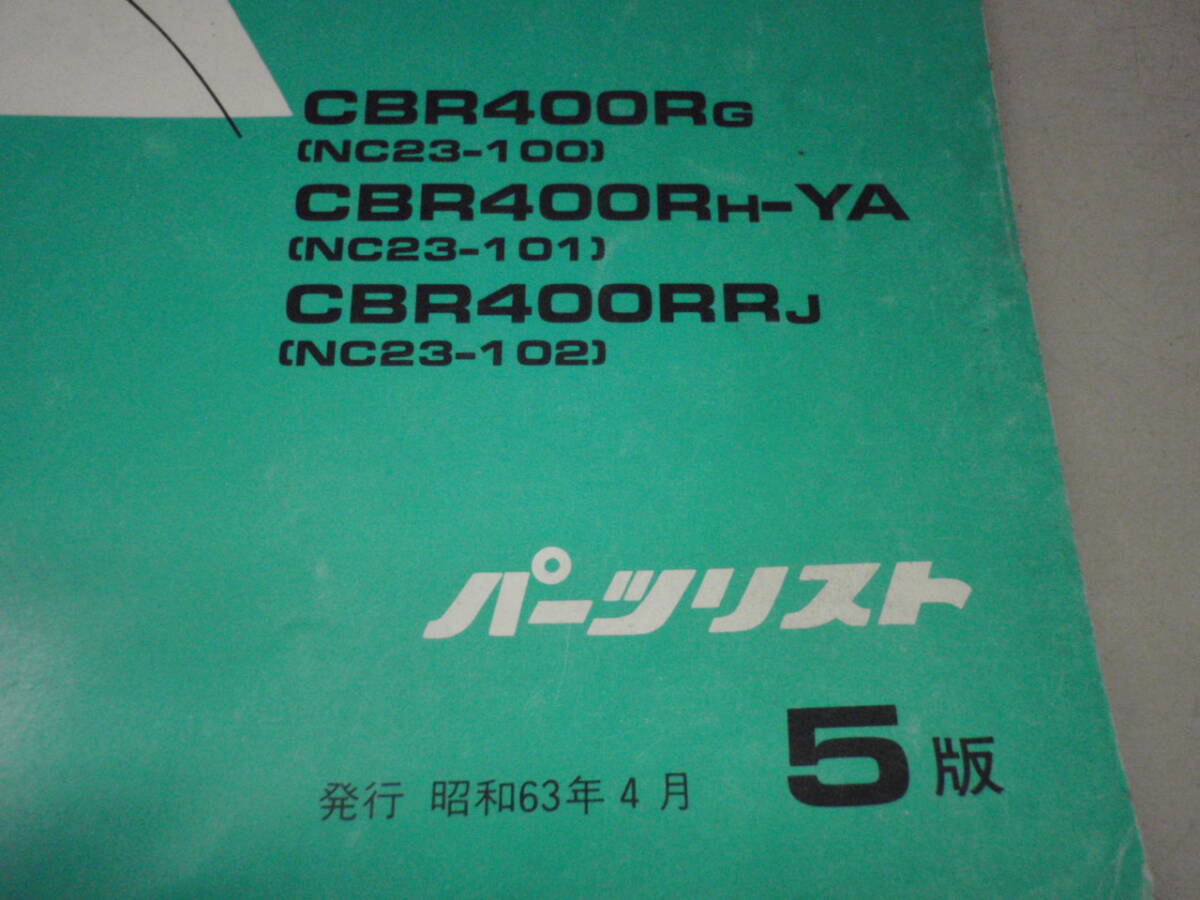 CBR400RG
(NC23-100)
CBR400RH-YA
(NC23-101)
CBR400RRJ
(NC23-102)
パーツリスト
5版
発行 昭和63年4月